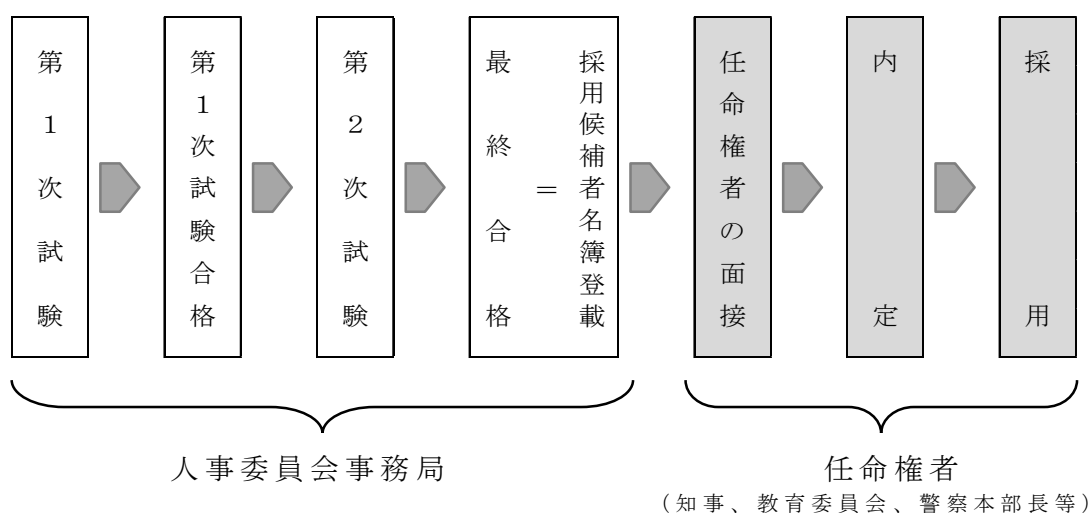 第1次試験
第1次試験合格
第2次試験
最終合格
=
採用候補者名簿登載
任命権者の面接
内定
採用
人事委員会事務局
任命権者
(知事、教育委員会、警察本部長等)